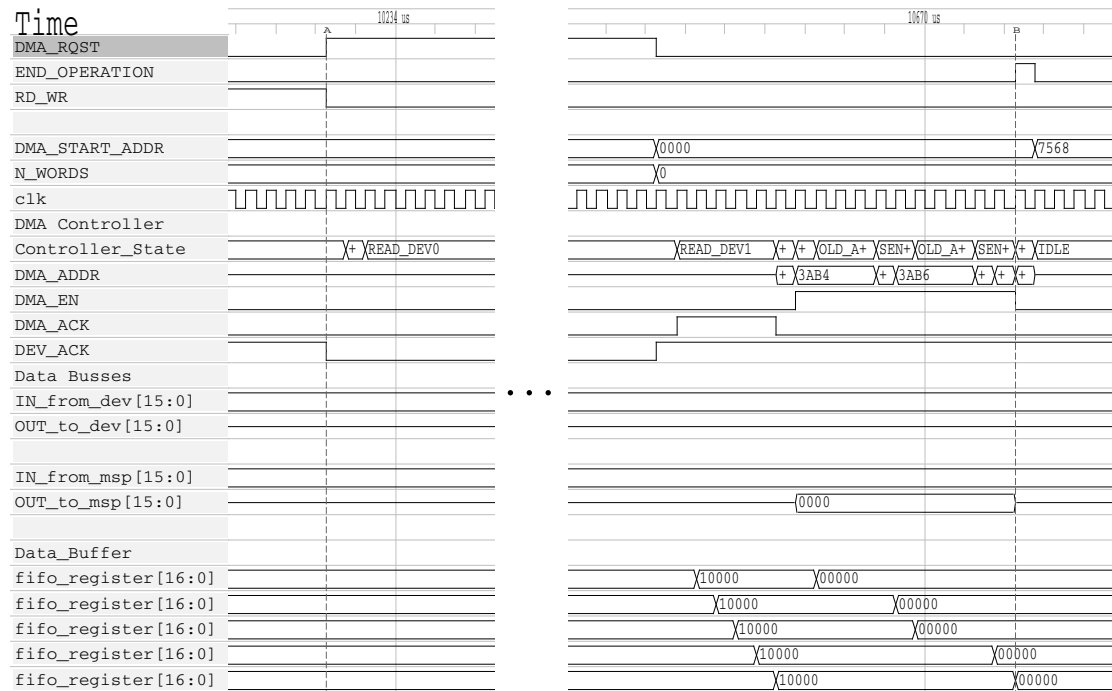 Time 10234 us 10670 us
A B
DMA_RQST
END_OPERATION
RD_WR
DMA_START_ADDR 0000 7568
N_WORDS 0
clk
DMA Controller
Controller_State + READ_DEV0 READ_DEV1 + + OLD_A+ SEN+ OLD_A+ SEN+ + IDLE
DMA_ADDR + 3AB4 + 3AB6 + + +
DMA_EN
DMA_ACK
DEV_ACK
Data Busses
...
IN_from_dev[15:0]
OUT_to_dev[15:0]
IN_from_msp[15:0]
OUT_to_msp[15:0] 0000
Data_Buffer
fifo_register[16:0] 10000 00000
fifo_register[16:0] 10000 00000
fifo_register[16:0] 10000 00000
fifo_register[16:0] 10000 00000
fifo_register[16:0] 10000 00000